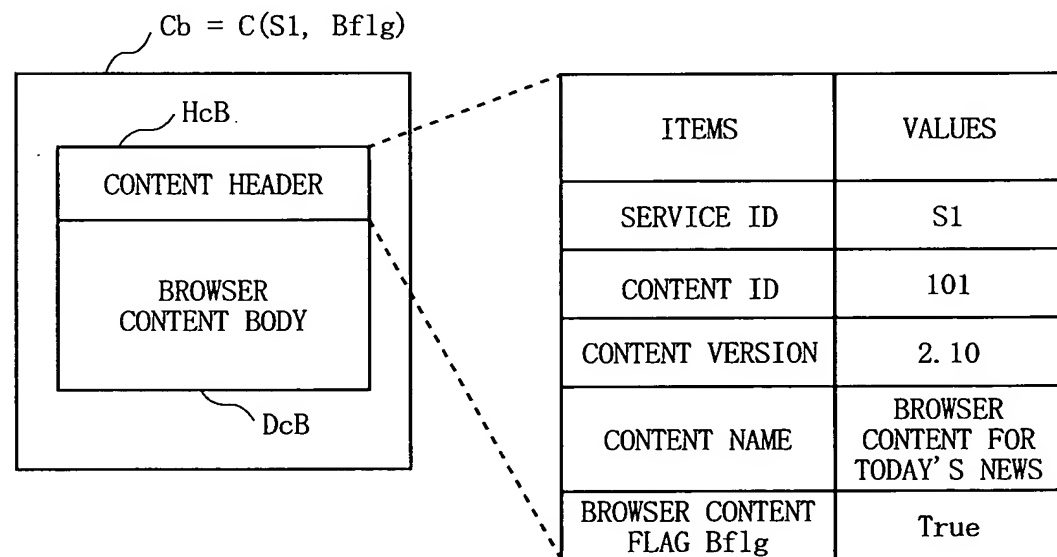 Cb = C(S1, Bflg)
HcB
CONTENT HEADER
BROWSER
CONTENT BODY
DcB
ITEMS VALUES
SERVICE ID S1
CONTENT ID 101
CONTENT VERSION 2.10
CONTENT NAME
BROWSER
CONTENT FOR
TODAY'S NEWS
BROWSER CONTENT
FLAG Bflg
True